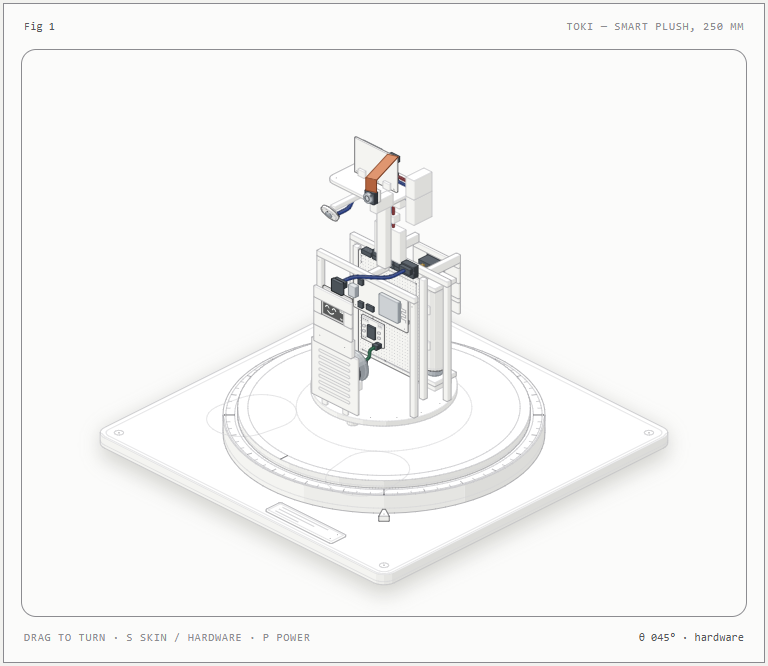 Fig 1
TOKI — SMART PLUSH, 250 MM
DRAG TO TURN · S SKIN / HARDWARE · P POWER
θ 045° · hardware